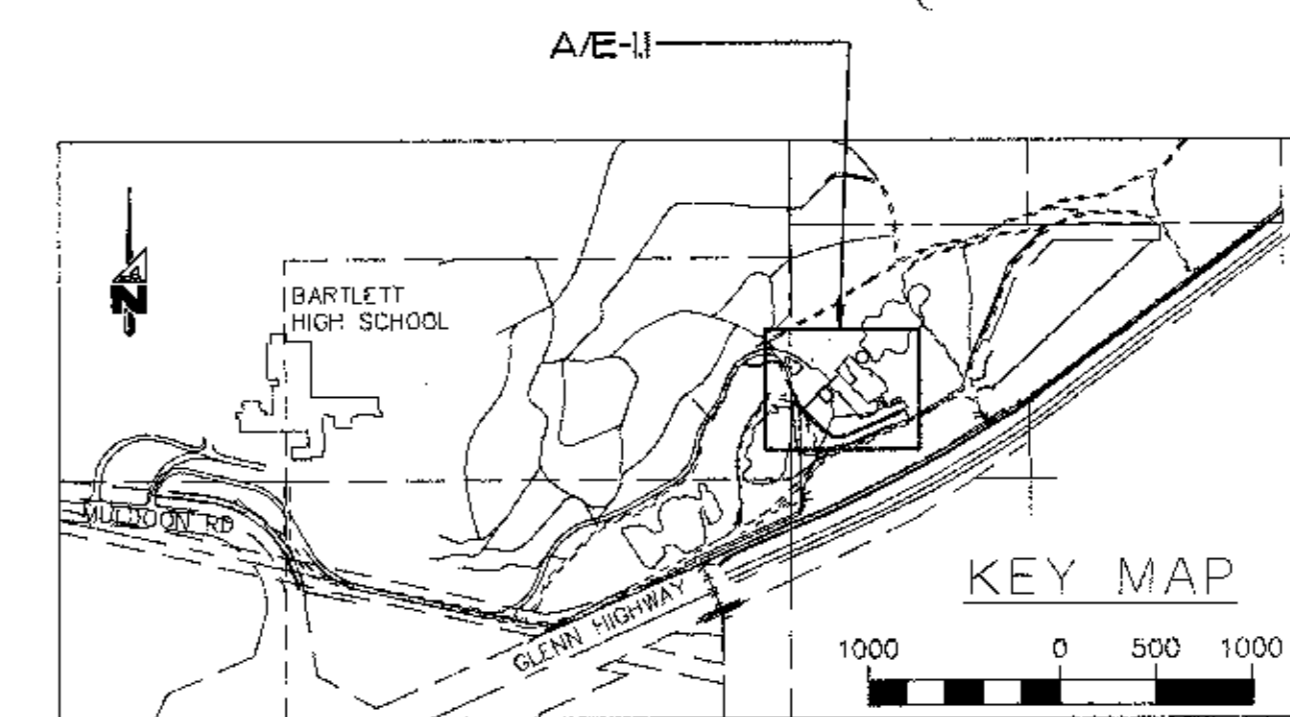 A/E-1.1
N
BARTLETT
HIGH SCHOOL
MULDOON RD
GLENN HIGHWAY
KEY MAP
1000 0 500 1000